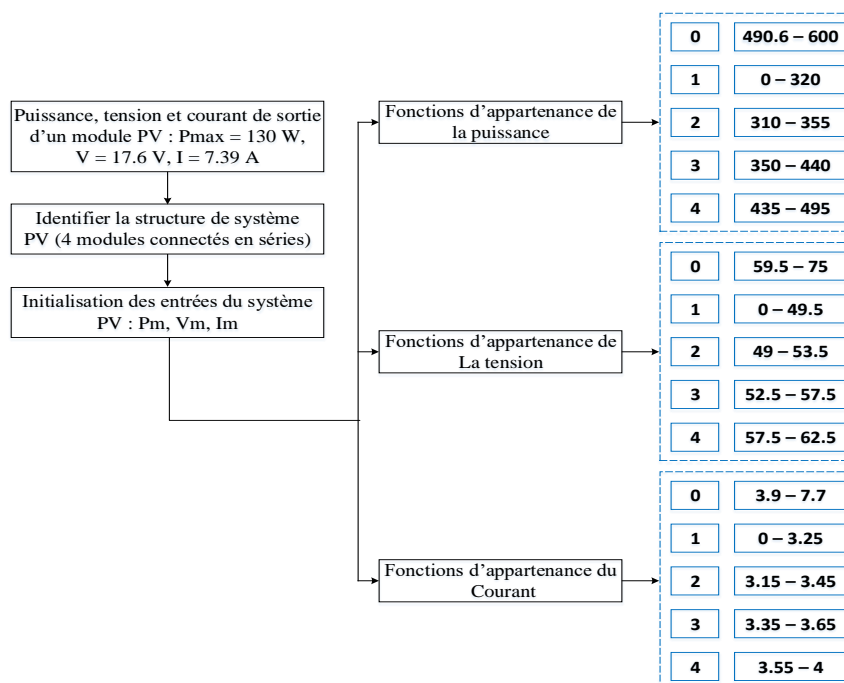 Puissance, tension et courant de sortie
d'un module PV : Pmax = 130 W,
V = 17.6 V, I = 7.39 A
Identifier la structure de système
PV (4 modules connectés en séries)
Initialisation des entrées du système
PV : Pm, Vm, Im
Fonctions d'appartenance de
la puissance
0 490.6 – 600
1 0 – 320
2 310 – 355
3 350 – 440
4 435 – 495
Fonctions d'appartenance de
La tension
0 59.5 – 75
1 0 – 49.5
2 49 – 53.5
3 52.5 – 57.5
4 57.5 – 62.5
Fonctions d'appartenance du
Courant
0 3.9 – 7.7
1 0 – 3.25
2 3.15 – 3.45
3 3.35 – 3.65
4 3.55 – 4